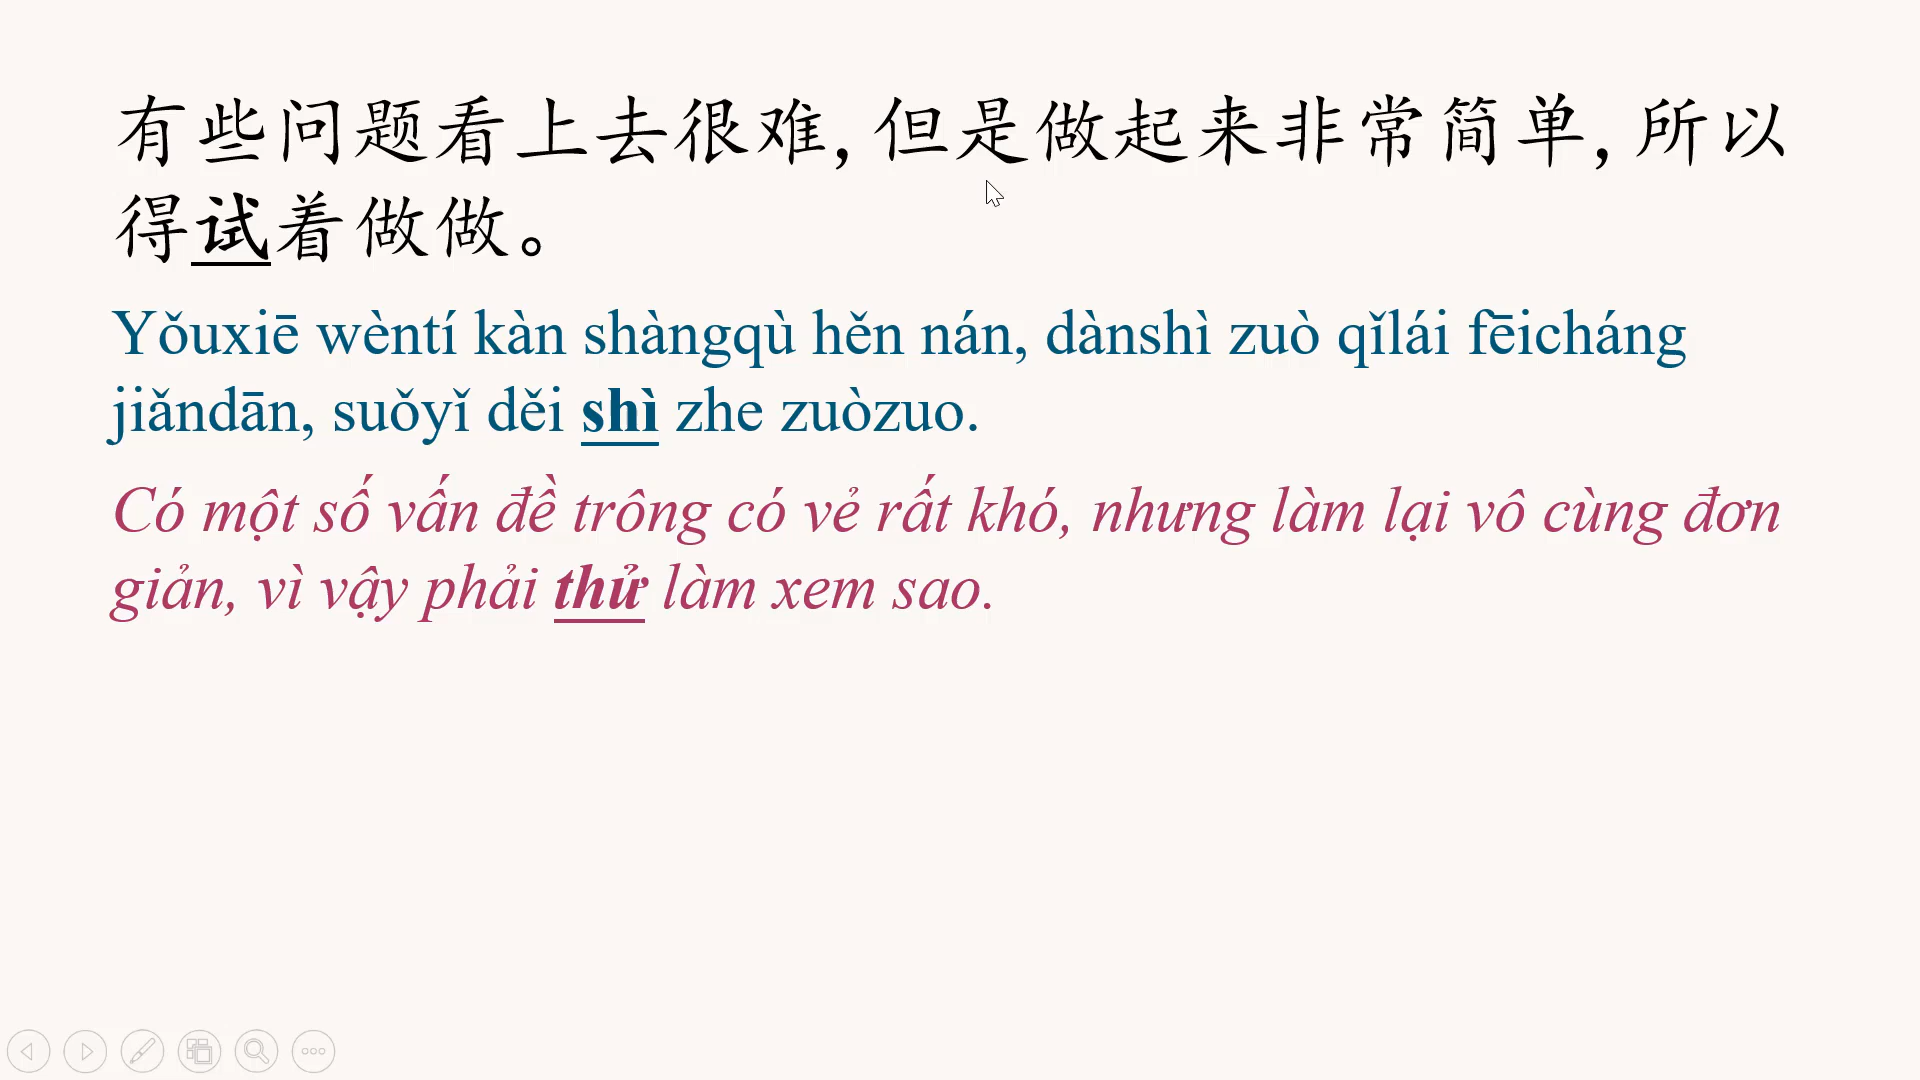 有些问题看上去很难,但是做起来非常简单,所以
得试着做做。
Yǒuxiē wèntí kàn shàngqù hěn nán, dànshì zuò qǐlái fēicháng
jiǎndān, suǒyǐ děi shì zhe zuòzuo.
Có một số vấn đề trông có vẻ rất khó, nhưng làm lại vô cùng đơn
giản, vì vậy phải thử làm xem sao.